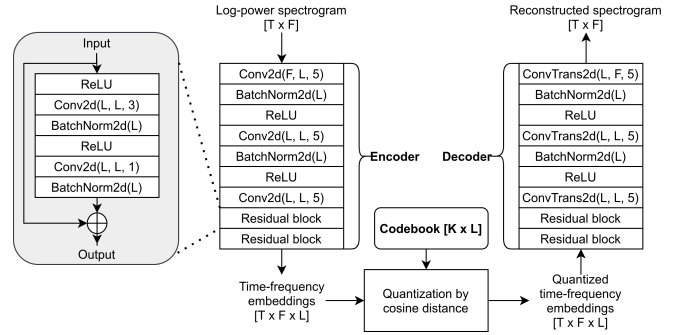 Input
ReLU
Conv2d(L, L, 3)
BatchNorm2d(L)
ReLU
Conv2d(L, L, 1)
BatchNorm2d(L)
Output
Log-power spectrogram
[T x F]
Conv2d(F, L, 5)
BatchNorm2d(L)
ReLU
Conv2d(L, L, 5)
BatchNorm2d(L)
ReLU
Conv2d(L, L, 5)
Residual block
Residual block
Encoder
Time-frequency
embeddings
[T x F x L]
Codebook [K x L]
Quantization by
cosine distance
Quantized
time-frequency
embeddings
[T x F x L]
Decoder
Reconstructed spectrogram
[T x F]
ConvTrans2d(L, F, 5)
BatchNorm2d(L)
ReLU
ConvTrans2d(L, L, 5)
BatchNorm2d(L)
ReLU
ConvTrans2d(L, L, 5)
Residual block
Residual block